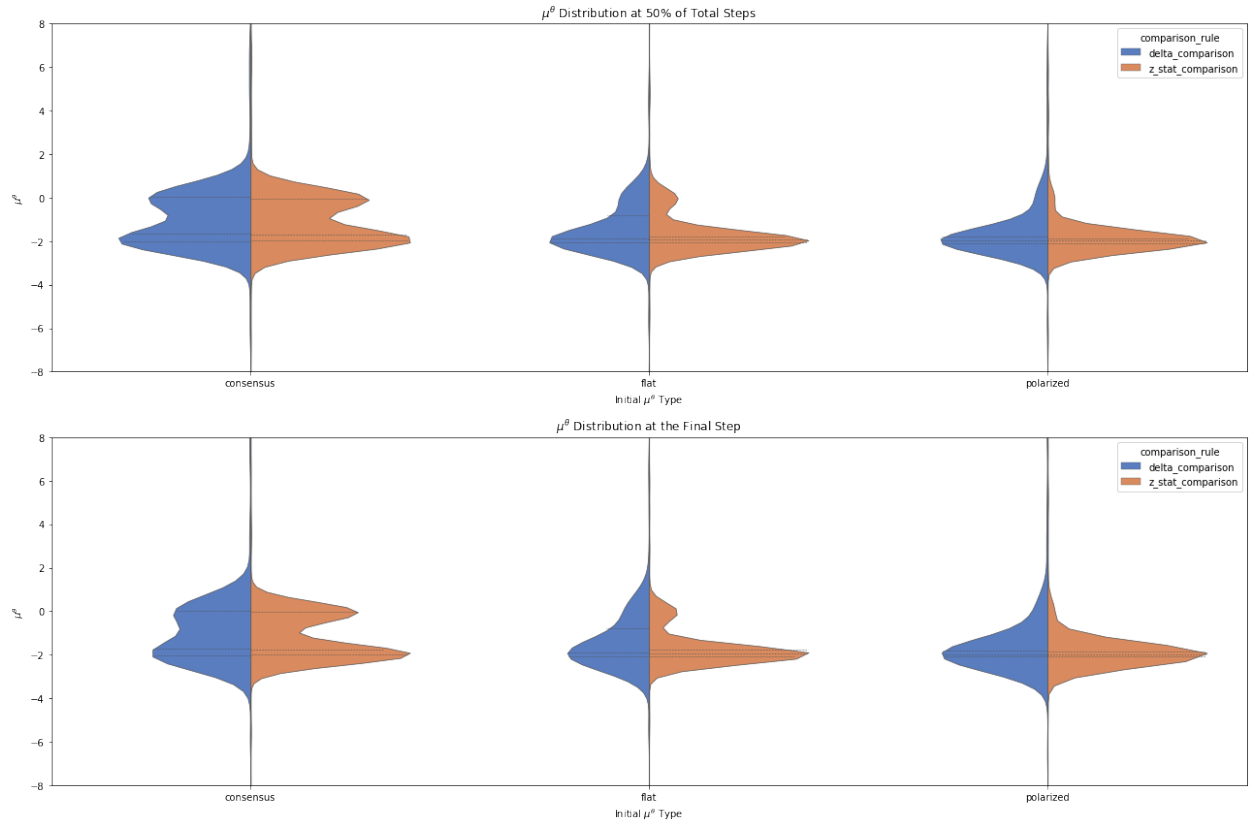 μ^θ Distribution at 50% of Total Steps
8
6
4
2
0
−2
−4
−6
−8
μ^θ
comparison_rule
delta_comparison
z_stat_comparison
consensus
flat
polarized
Initial μ^θ Type
μ^θ Distribution at the Final Step
8
6
4
2
0
−2
−4
−6
−8
μ^θ
comparison_rule
delta_comparison
z_stat_comparison
consensus
flat
polarized
Initial μ^θ Type